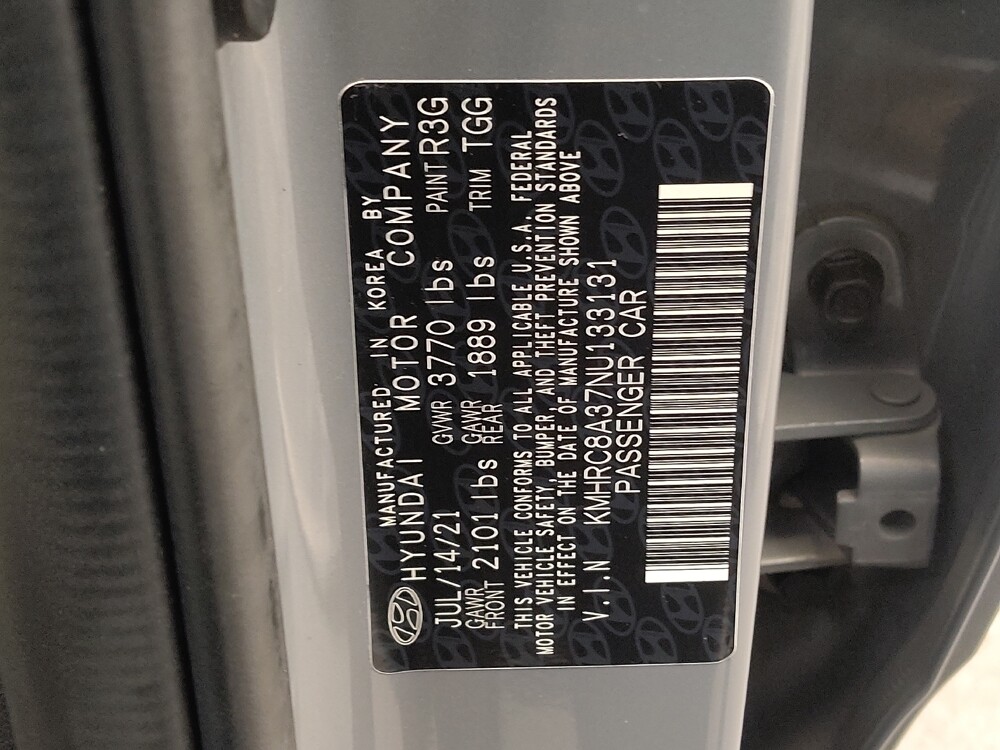 MANUFACTURED IN KOREA BY
HYUNDAI MOTOR COMPANY
JUL/14/21 GVWR 3770 lbs PAINT R3G
GAWR FRONT 2101 lbs GAWR REAR 1889 lbs TRIM TGG
THIS VEHICLE CONFORMS TO ALL APPLICABLE U.S.A. FEDERAL
MOTOR VEHICLE SAFETY, BUMPER, AND THEFT PREVENTION STANDARDS
IN EFFECT ON THE DATE OF MANUFACTURE SHOWN ABOVE
V.I.N KMHRC8A37NU133131
PASSENGER CAR